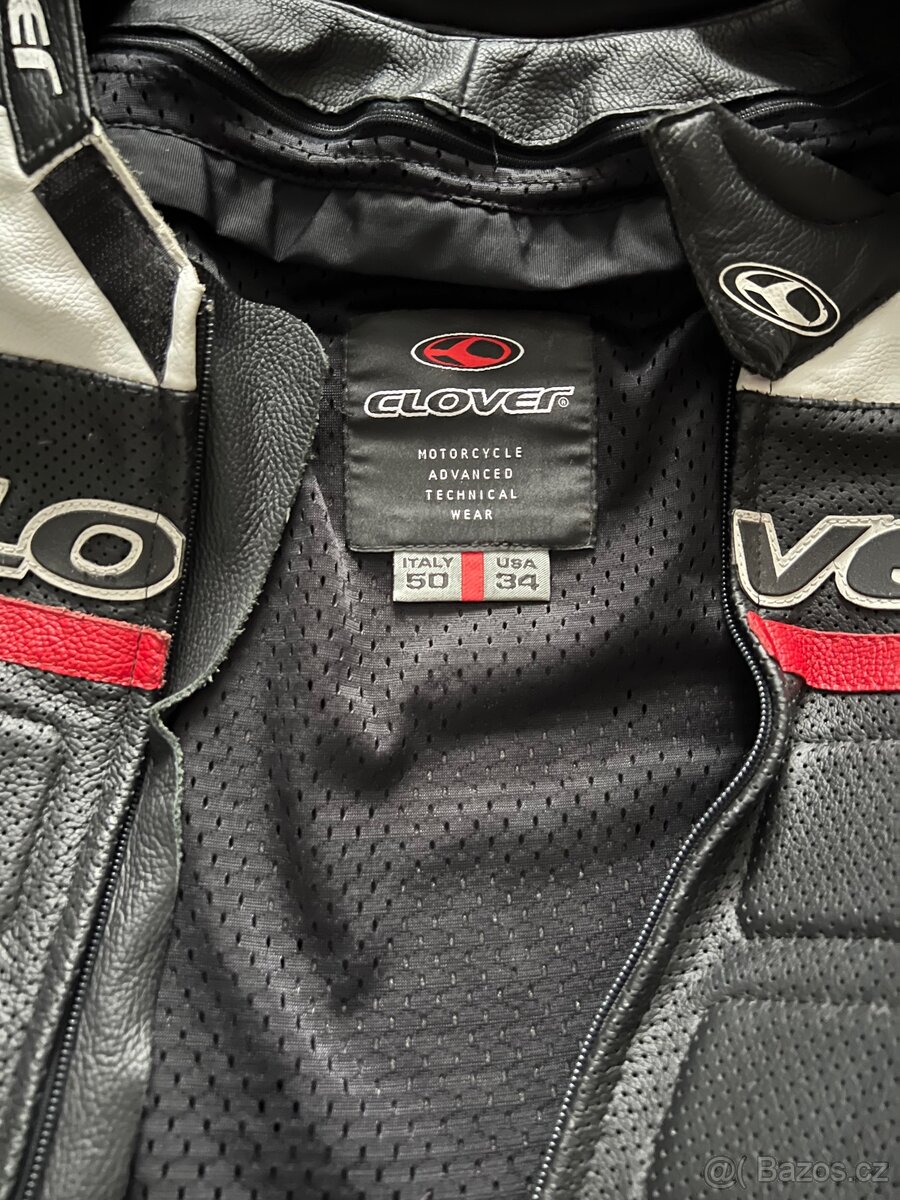 CLOVER®
MOTORCYCLE
ADVANCED
TECHNICAL
WEAR
ITALY USA
50 34
@( Bazos.cz